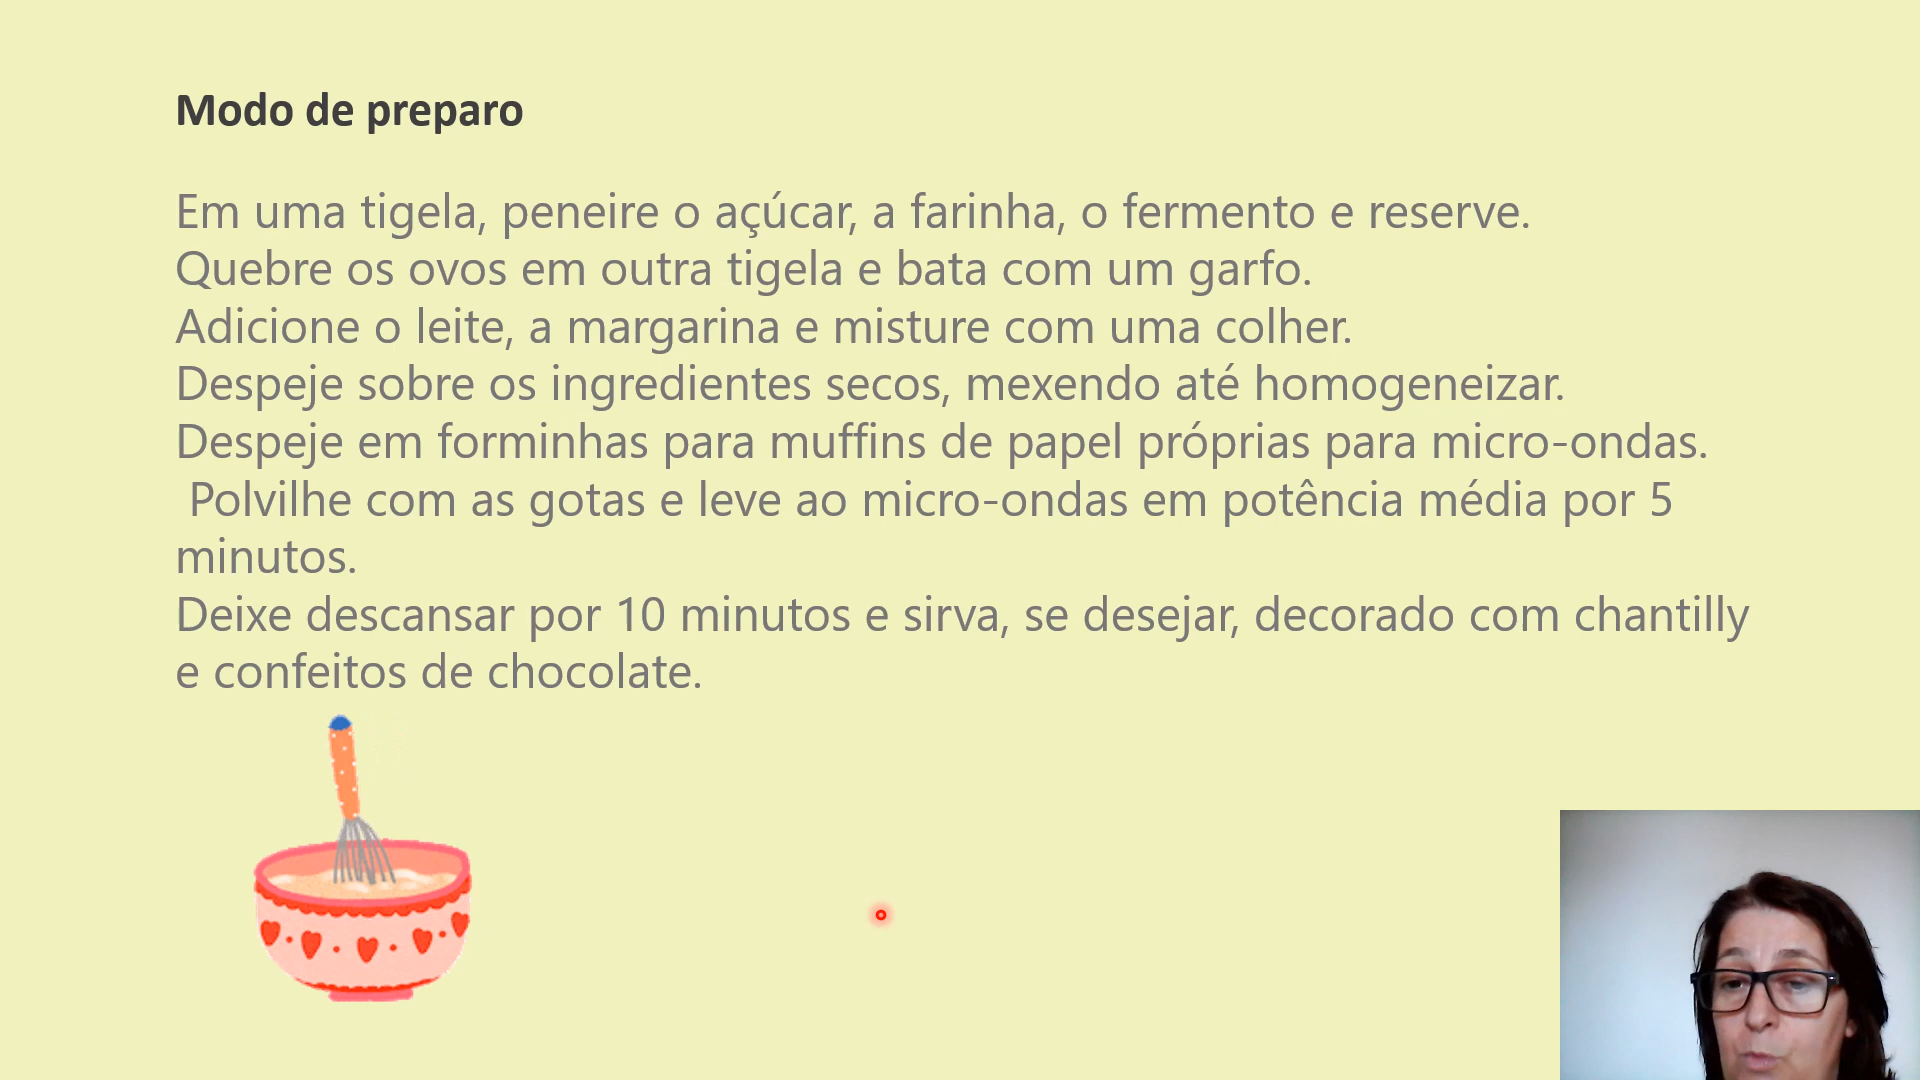 Modo de preparo
Em uma tigela, peneire o açúcar, a farinha, o fermento e reserve.
Quebre os ovos em outra tigela e bata com um garfo.
Adicione o leite, a margarina e misture com uma colher.
Despeje sobre os ingredientes secos, mexendo até homogeneizar.
Despeje em forminhas para muffins de papel próprias para micro-ondas.
Polvilhe com as gotas e leve ao micro-ondas em potência média por 5
minutos.
Deixe descansar por 10 minutos e sirva, se desejar, decorado com chantilly
e confeitos de chocolate.